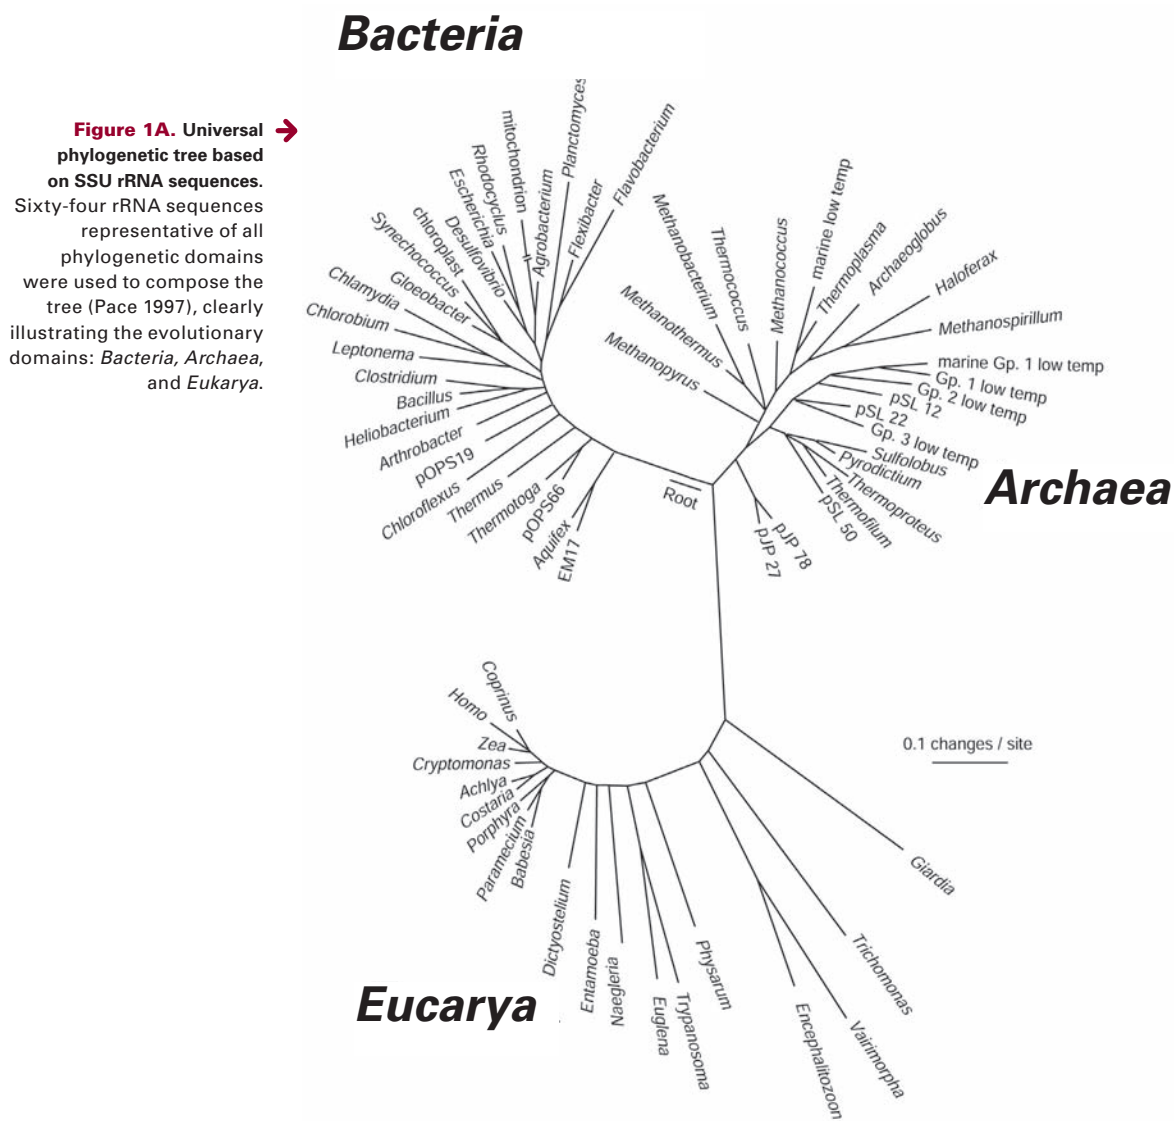 Bacteria
Figure 1A. Universal
phylogenetic tree based
on SSU rRNA sequences.
Sixty-four rRNA sequences
representative of all
phylogenetic domains
were used to compose the
tree (Pace 1997), clearly
illustrating the evolutionary
domains: Bacteria, Archaea,
and Eukarya.
Planctomyces
Flavobacterium
mitochondrion
Agrobacterium
Flexibacter
Rhodocyclus
Escherichia
Desulfovibrio
chloroplast
Synechococcus
Gloeobacter
Chlamydia
Chlorobium
Leptonema
Clostridium
Bacillus
Heliobacterium
Arthrobacter
pOPS19
Chloroflexus
Thermus
Thermotoga
pOPS66
Aquifex
EM17
Root
Methanopyrus
Methanothermus
Methanobacterium
Thermococcus
Methanococcus
marine low temp
Thermoplasma
Archaeoglobus
Haloferax
Methanospirillum
marine Gp. 1 low temp
Gp. 1 low temp
Gp. 2 low temp
pSL 12
pSL 22
Gp. 3 low temp
Sulfolobus
Pyrodictium
Thermoproteus
Thermofilum
pSL 50
pJP 78
pJP 27
Archaea
Coprinus
Homo
Zea
Cryptomonas
Achlya
Costaria
Porphyra
Paramecium
Babesia
Dictyostelium
Entamoeba
Naegleria
Euglena
Trypanosoma
Physarum
Encephalitozoon
Vairimorpha
Trichomonas
Giardia
0.1 changes / site
Eucarya